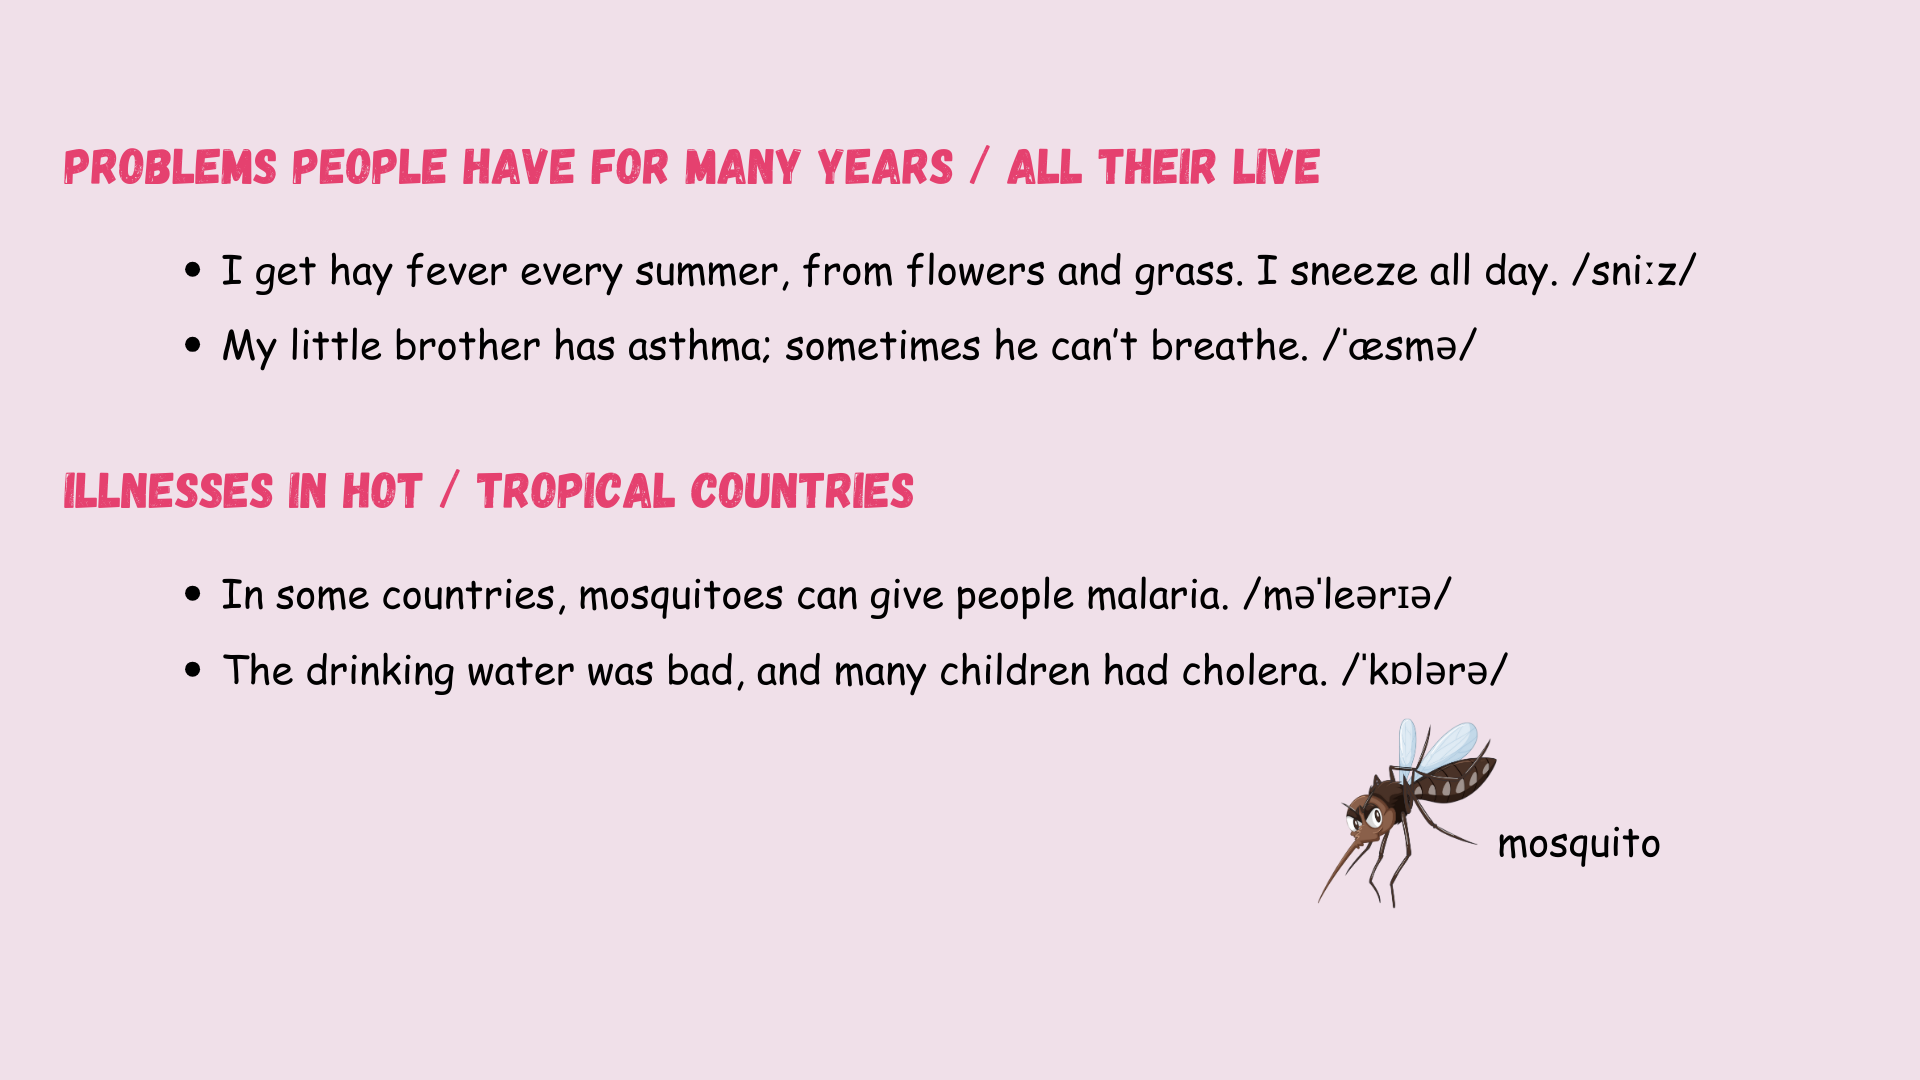 PROBLEMS PEOPLE HAVE FOR MANY YEARS / ALL THEIR LIVE
• I get hay fever every summer, from flowers and grass. I sneeze all day. /sniːz/
• My little brother has asthma; sometimes he can’t breathe. /ˈæsmə/
ILLNESSES IN HOT / TROPICAL COUNTRIES
• In some countries, mosquitoes can give people malaria. /məˈleərɪə/
• The drinking water was bad, and many children had cholera. /ˈkɒlərə/
mosquito